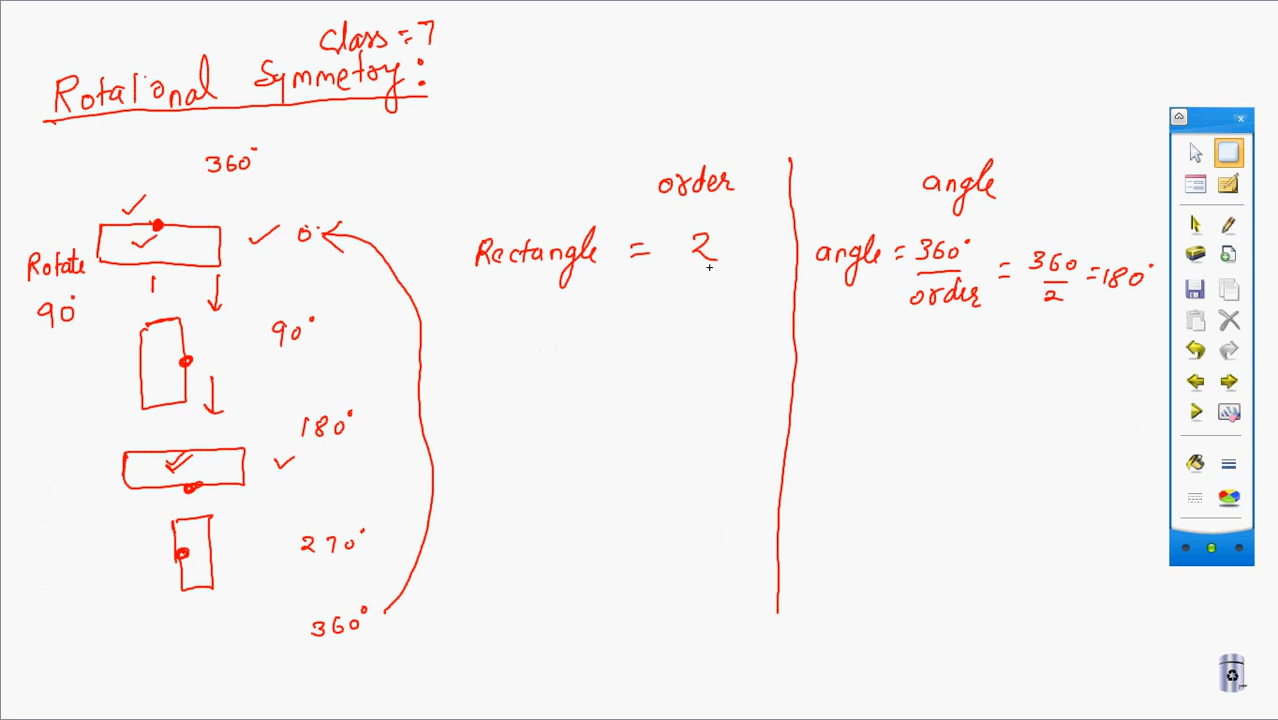 Class = 7
Rotational Symmetry:
360°
order
angle
0°
Rectangle = 2
angle = 360° / order = 360 / 2 = 180°
Rotate
90°
90°
180°
270°
360°